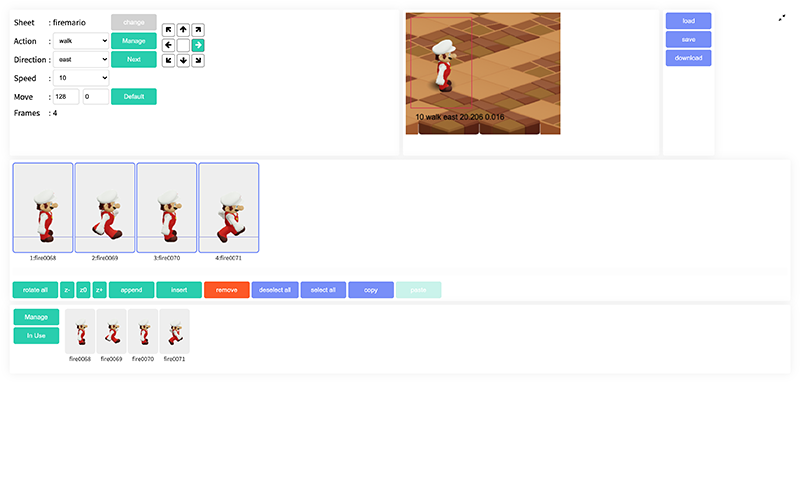 Sheet : firemario change
Action : walk Manage
Direction : east Next
Speed : 10
Move : 128 0 Default
Frames : 4
10 walk east 20.206 0.016
load
save
download
1:fire0068 2:fire0069 3:fire0070 4:fire0071
rotate all z- z0 z+ append insert remove deselect all select all copy paste
Manage
In Use
fire0068 fire0069 fire0070 fire0071